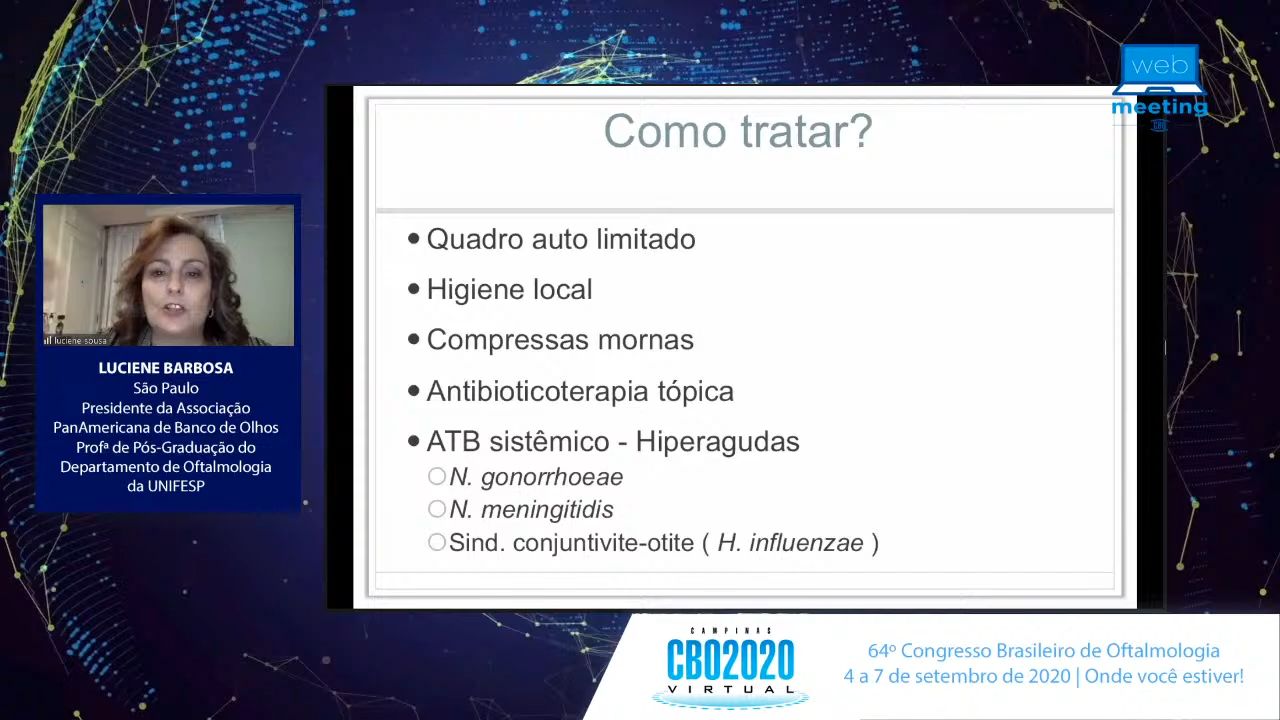 web
meeting
CBO
Como tratar?
• Quadro auto limitado
• Higiene local
• Compressas mornas
• Antibioticoterapia tópica
• ATB sistêmico - Hiperagudas
○ N. gonorrhoeae
○ N. meningitidis
○ Sind. conjuntivite-otite ( H. influenzae )
luciene sousa
LUCIENE BARBOSA
São Paulo
Presidente da Associação
PanAmericana de Banco de Olhos
Profª de Pós-Graduação do
Departamento de Oftalmologia
da UNIFESP
CAMPINAS
CBO2020
VIRTUAL
64º Congresso Brasileiro de Oftalmologia
4 a 7 de setembro de 2020 | Onde você estiver!